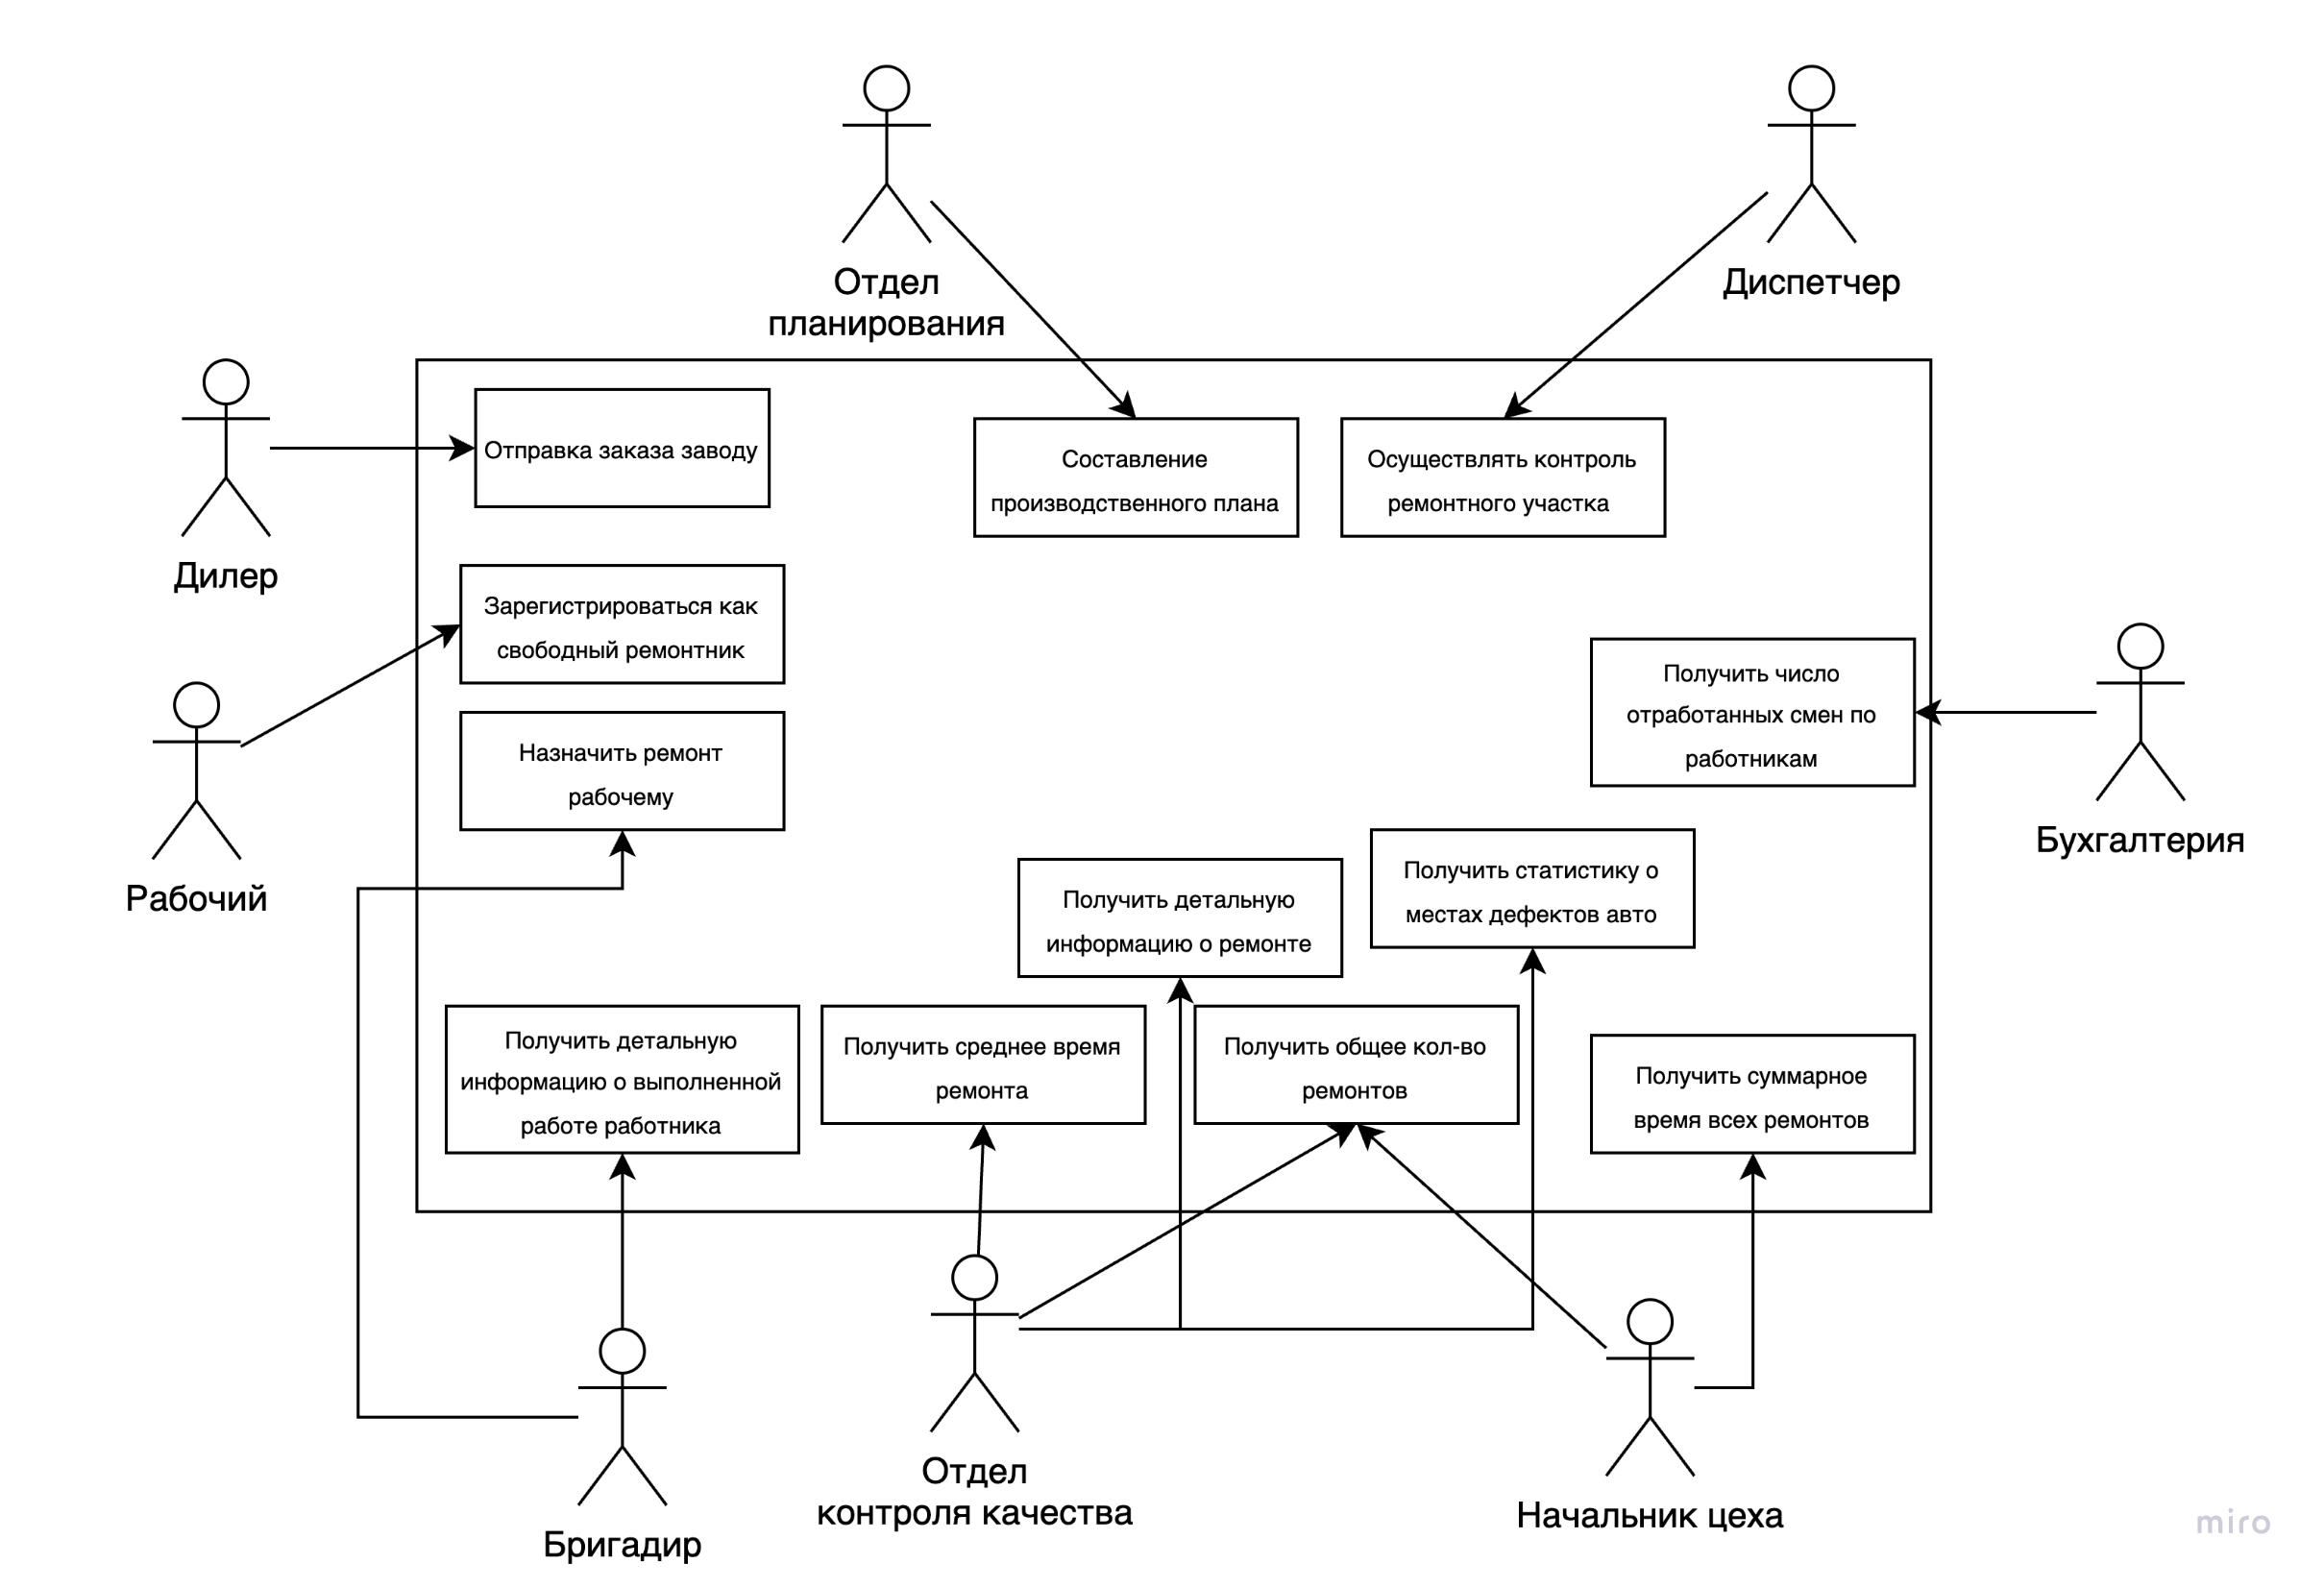 Отдел
планирования
Диспетчер
Дилер
Отправка заказа заводу
Составление
производственного плана
Осуществлять контроль
ремонтного участка
Зарегистрироваться как
свободный ремонтник
Рабочий
Назначить ремонт
рабочему
Получить число
отработанных смен по
работникам
Бухгалтерия
Получить детальную
информацию о ремонте
Получить статистику о
местах дефектов авто
Получить детальную
информацию о выполненной
работе работника
Получить среднее время
ремонта
Получить общее кол-во
ремонтов
Получить суммарное
время всех ремонтов
Бригадир
Отдел
контроля качества
Начальник цеха
miro